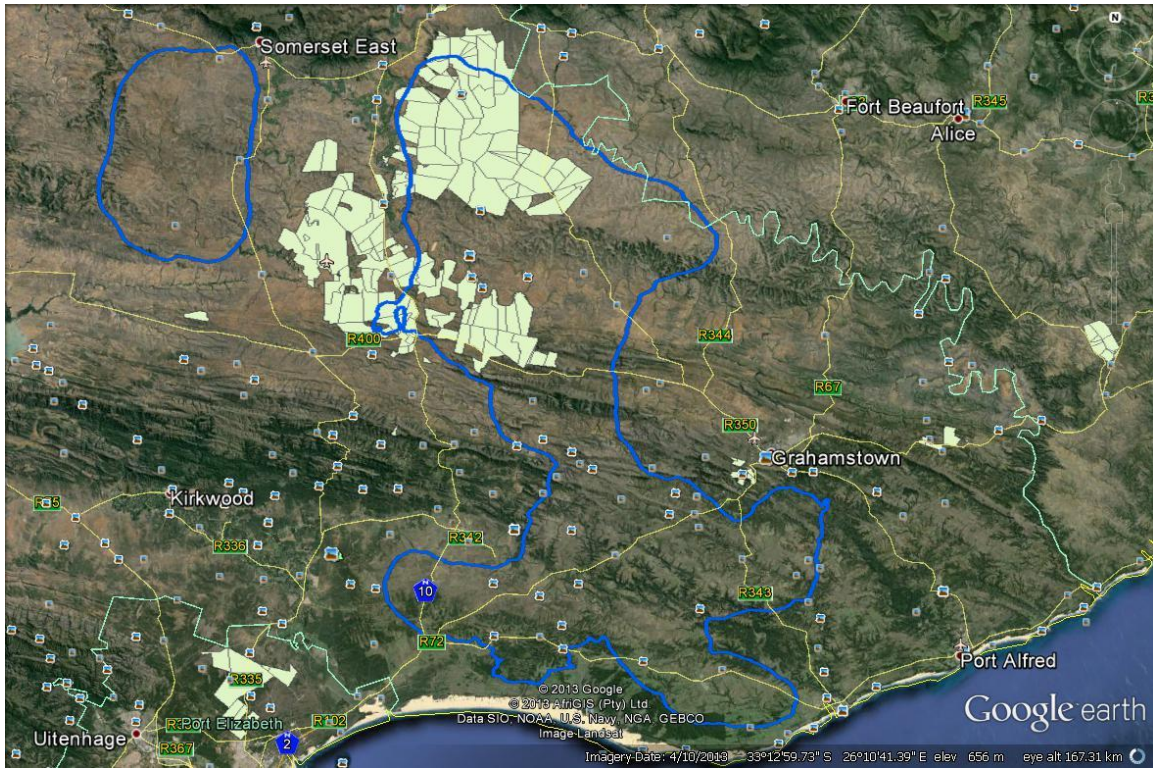 N
Somerset East
Fort Beaufort
R345
Alice
R344
R400
R67
R350
Grahamstown
Kirkwood
R336
R342
10
R343
R72
Port Alfred
R335
Port Elizabeth
R102
Uitenhage
R367
2
© 2013 Google
© 2013 AfriGIS (Pty) Ltd
Data SIO, NOAA, U.S. Navy, NGA, GEBCO
Image Landsat
Google earth
Imagery Date: 4/10/2013 33°12'59.73" S 26°10'41.39" E elev 656 m eye alt 167.31 km